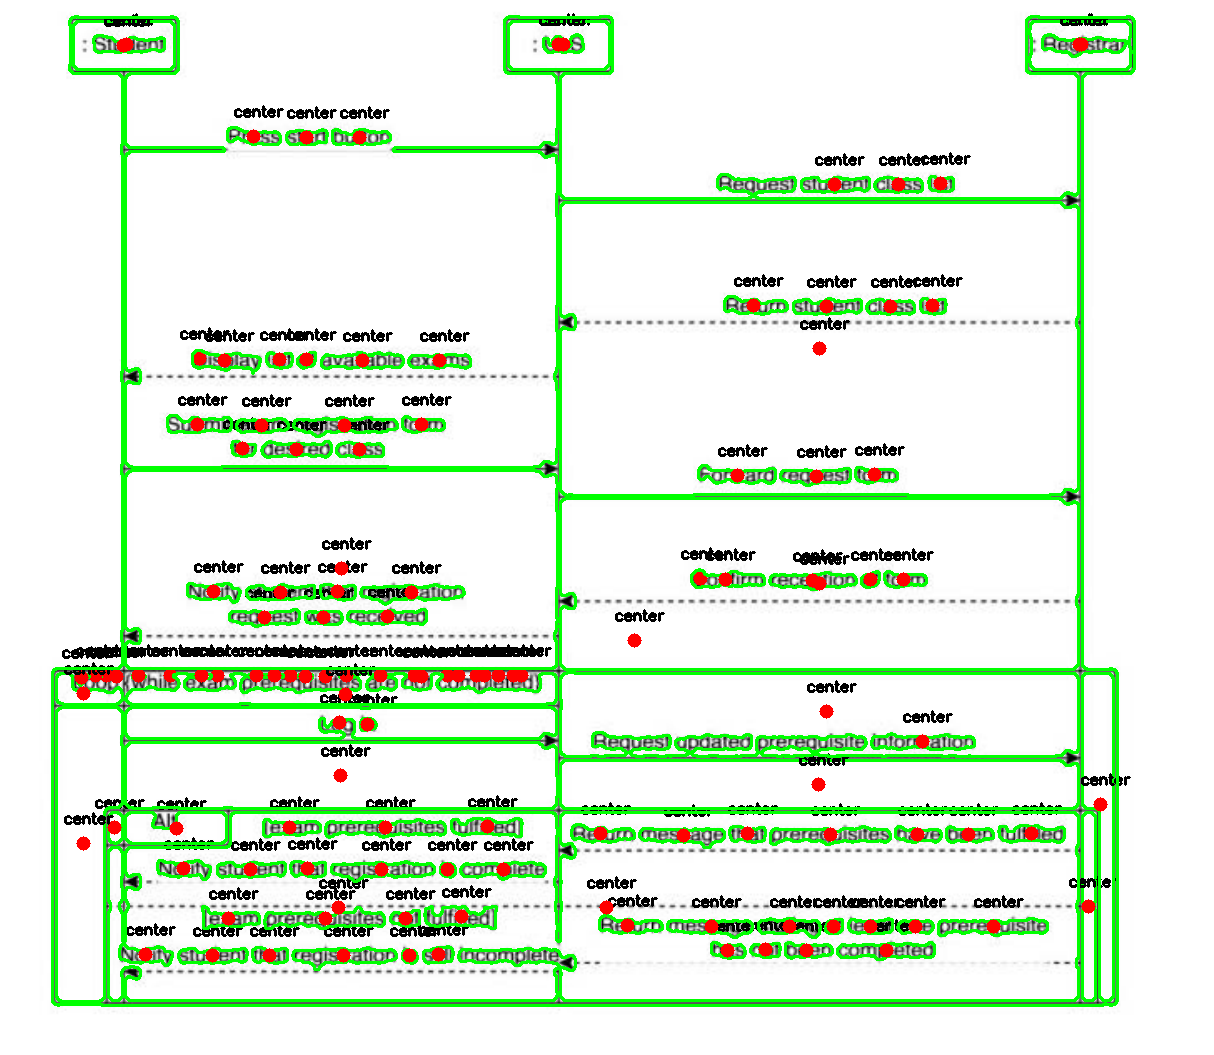 center center center
: Student : Registrar
center center center
Press start button
center center center
Request student class list
center center center center
Return student class list
center
center center center center center center
Display list of available exams
center center center center
Submit exam registration form
for desired class
center center center
Forward request form
center
center center center center
Confirm reception of form
center center center center
Notify student that registration
request was received
center
Loop [while exam prerequisites are not completed]
center
center center
Log in
center
Request updated prerequisite information
center
center
center
center center center center center
Alt [exam prerequisites fulfilled]
center center center center center center center
Return message that prerequisites have been fulfilled
center center center center center center
Notify student that registration is complete
center center
center center center center
[exam prerequisites not fulfilled]
center center center center center center center
Return message prerequisite
has not been completed
center center center center center center
Notify student that registration is still incomplete